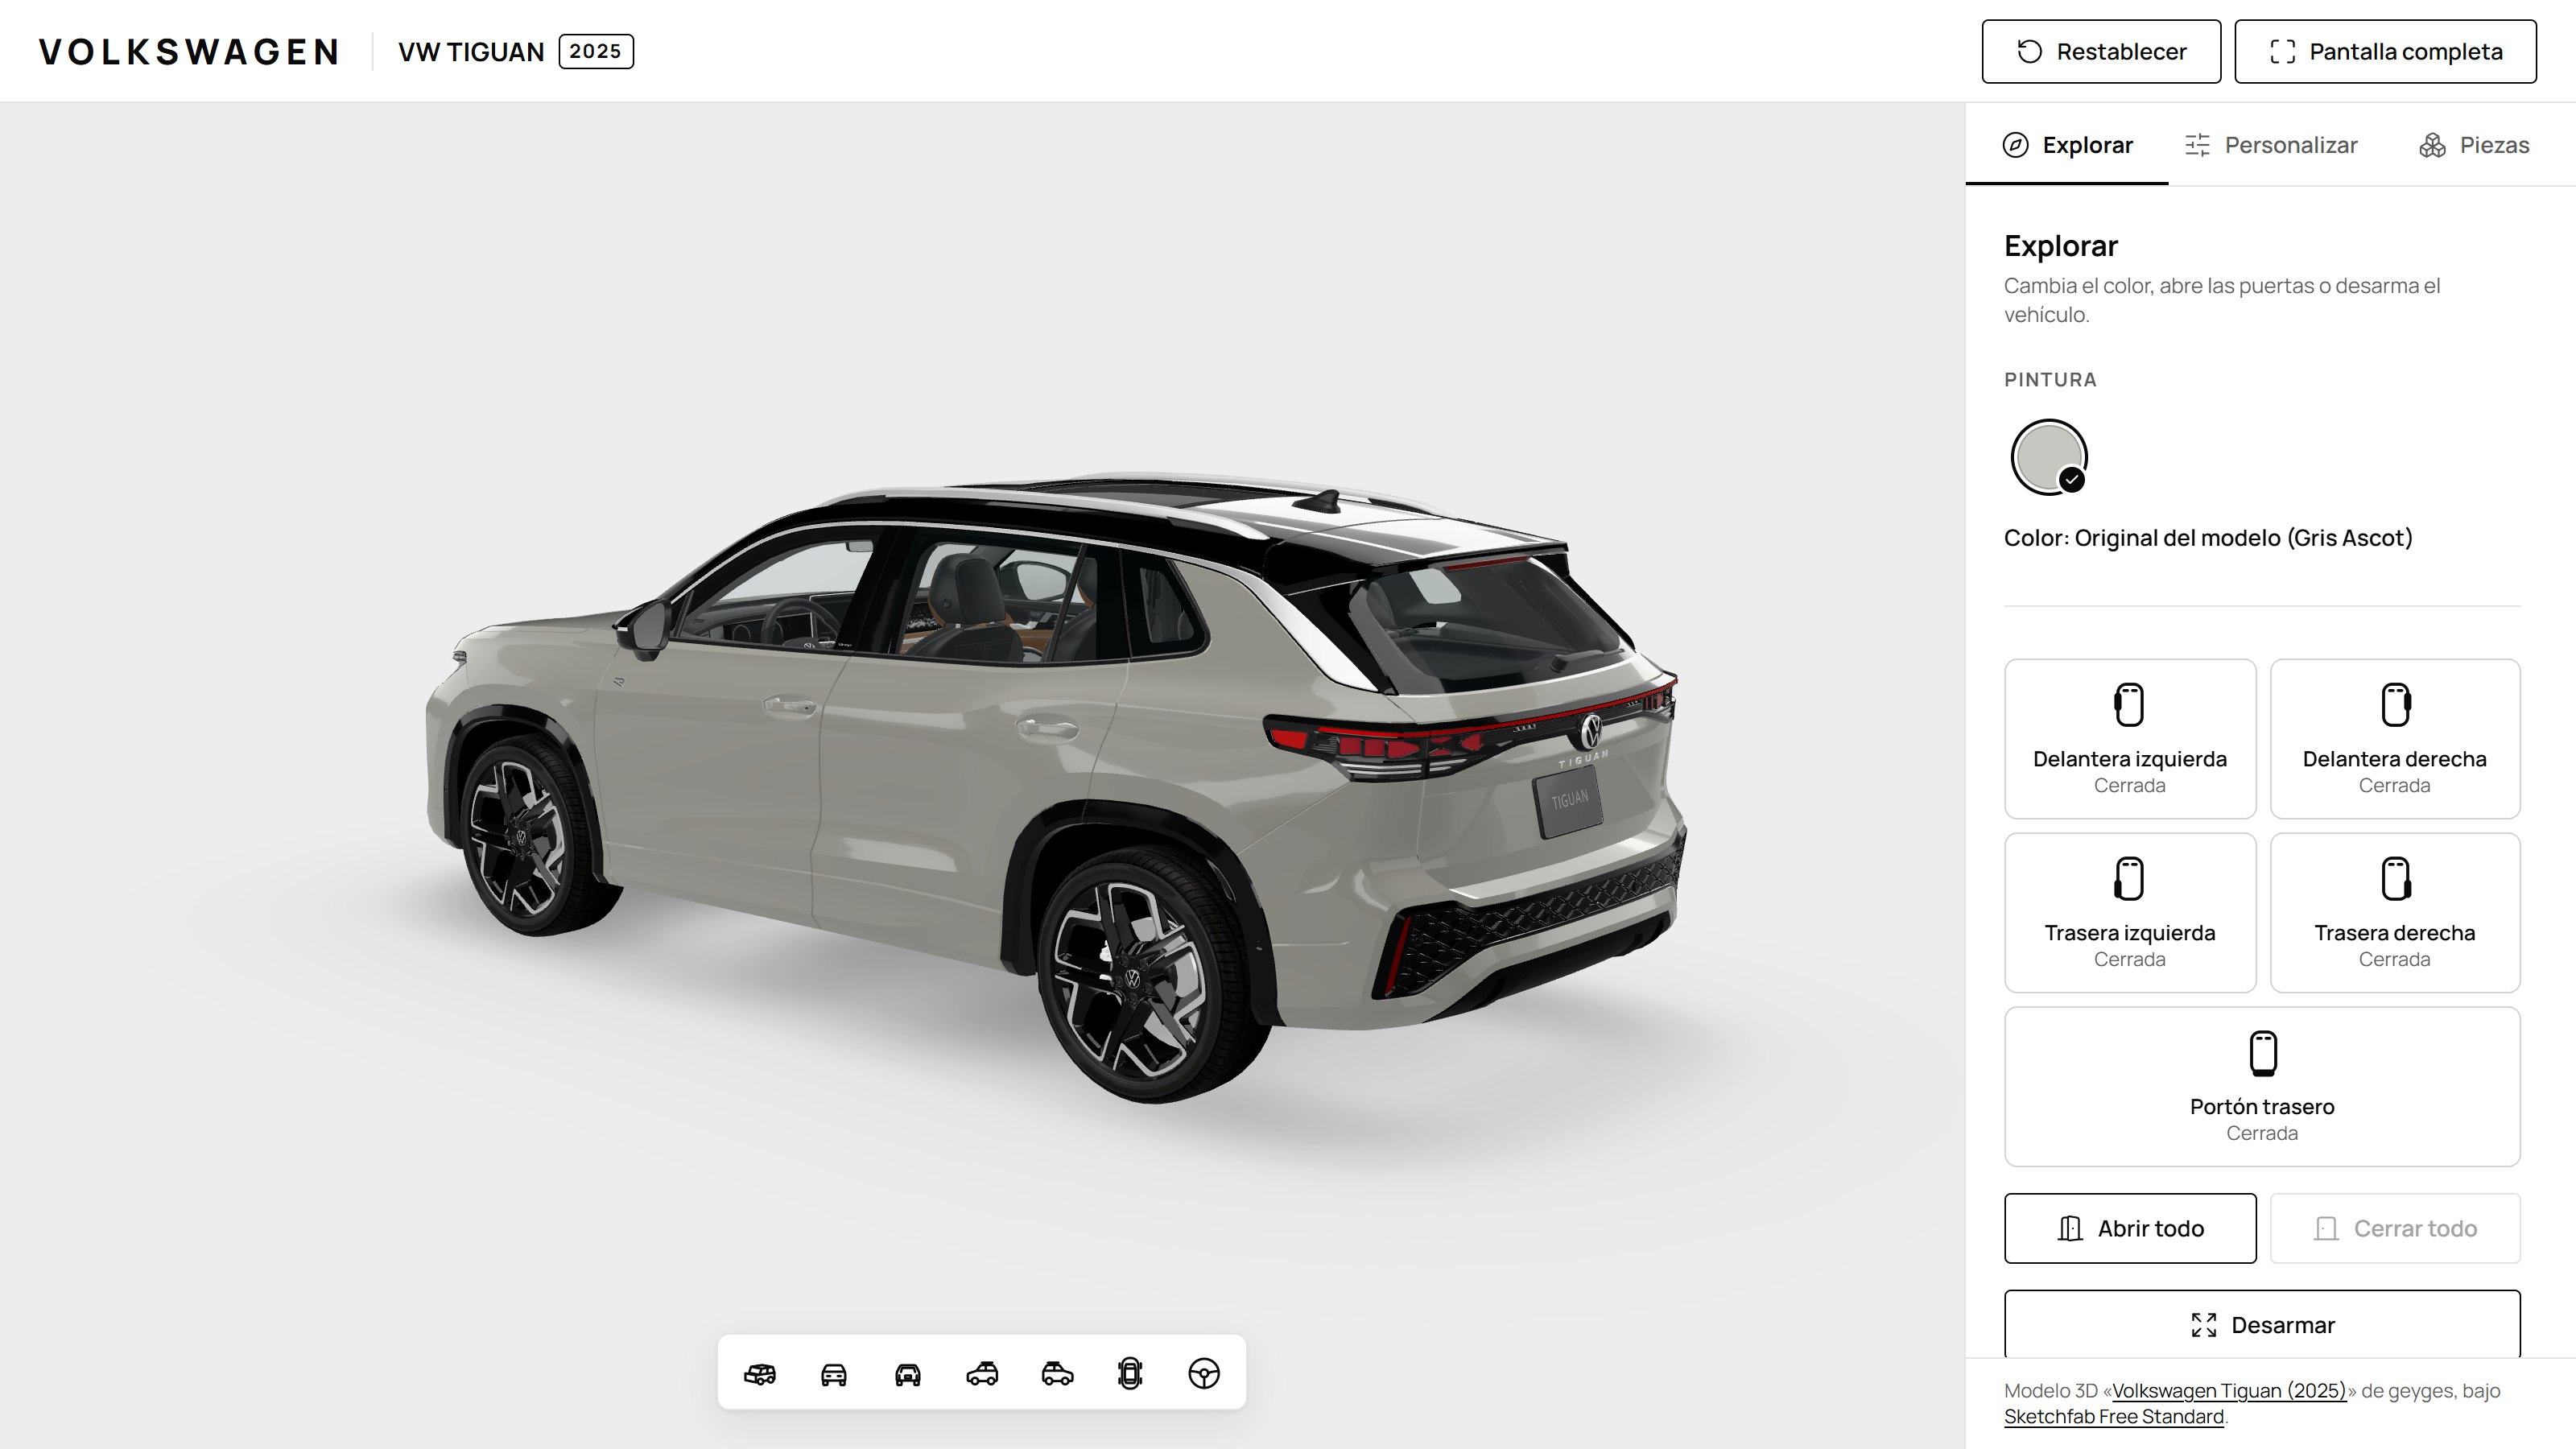 VOLKSWAGEN
VW TIGUAN 2025
Restablecer
Pantalla completa
Explorar
Personalizar
Piezas
Explorar
Cambia el color, abre las puertas o desarma el
vehículo.
PINTURA
Color: Original del modelo (Gris Ascot)
TIGUAN
TIGUAN
Delantera izquierda
Cerrada
Delantera derecha
Cerrada
Trasera izquierda
Cerrada
Trasera derecha
Cerrada
Portón trasero
Cerrada
Abrir todo
Cerrar todo
Desarmar
Modelo 3D «Volkswagen Tiguan (2025)» de geyges, bajo
Sketchfab Free Standard.